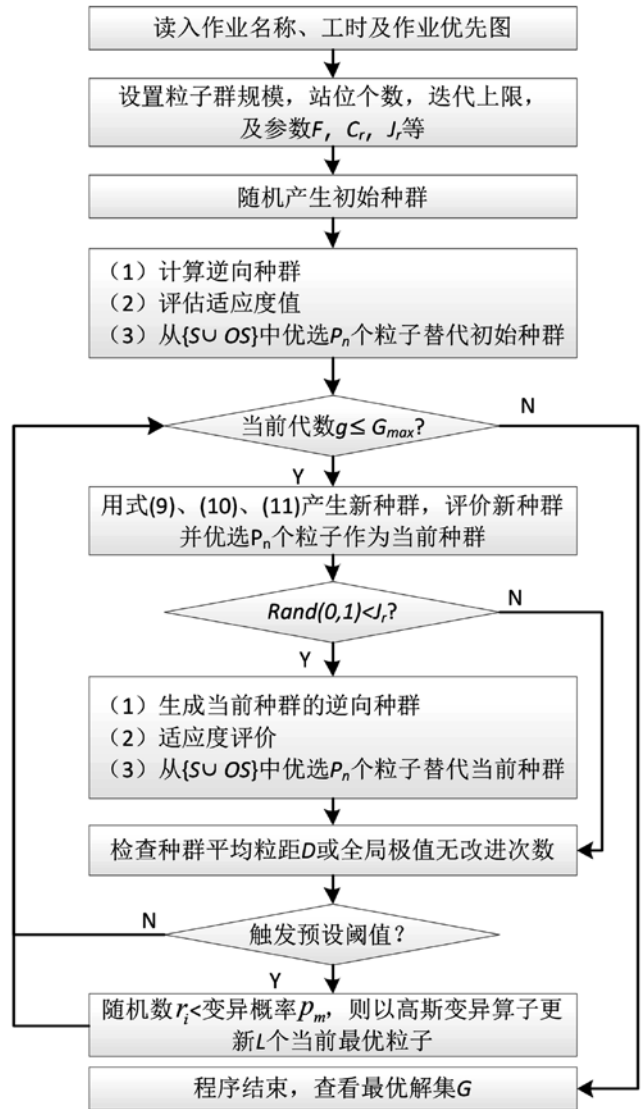 读入作业名称、工时及作业优先图
设置粒子群规模，站位个数，迭代上限，
及参数F，Cr，Jr等
随机产生初始种群
（1）计算逆向种群
（2）评估适应度值
（3）从{S∪ OS}中优选Pn个粒子替代初始种群
当前代数g≤ Gmax?
N
Y
用式(9)、(10)、(11)产生新种群，评价新种群
并优选Pn个粒子作为当前种群
Rand(0,1)<Jr?
N
Y
（1）生成当前种群的逆向种群
（2）适应度评价
（3）从{S∪ OS}中优选Pn个粒子替代当前种群
检查种群平均粒距D或全局极值无改进次数
N
触发预设阈值？
Y
随机数ri<变异概率pm，则以高斯变异算子更
新L个当前最优粒子
程序结束，查看最优解集G